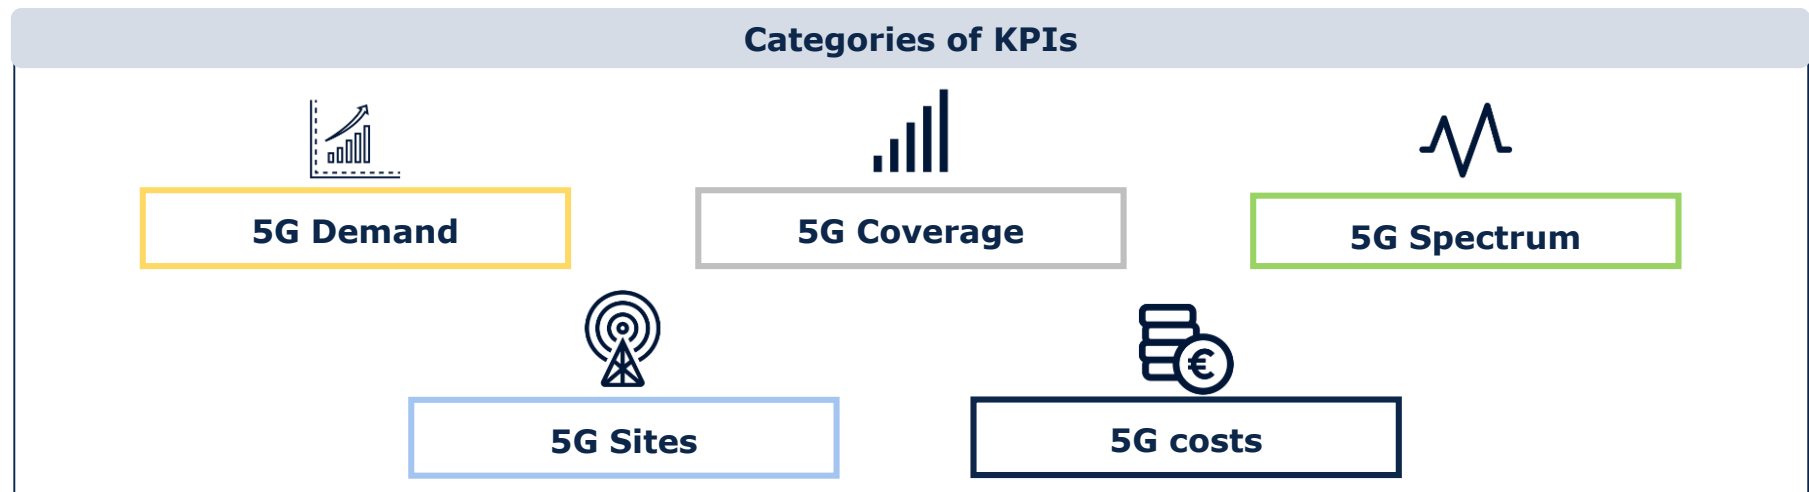 Categories of KPIs
5G Demand
5G Coverage
5G Spectrum
€
5G Sites
5G costs